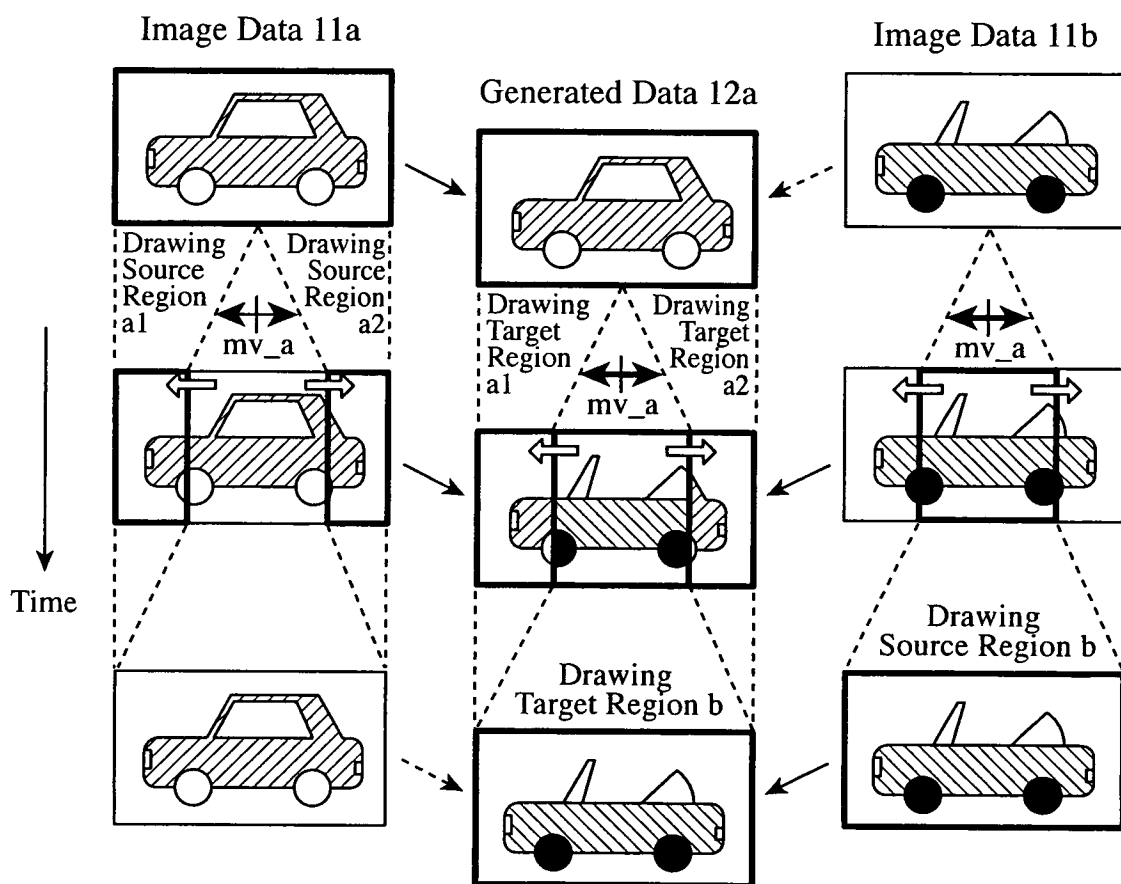 Image Data 11a
Image Data 11b
Generated Data 12a
Drawing
Source
Region
a1
Drawing
Source
Region
a2
mv_a
Drawing
Target
Region
a1
Drawing
Target
Region
a2
mv_a
mv_a
Time
Drawing
Target Region b
Drawing
Source Region b